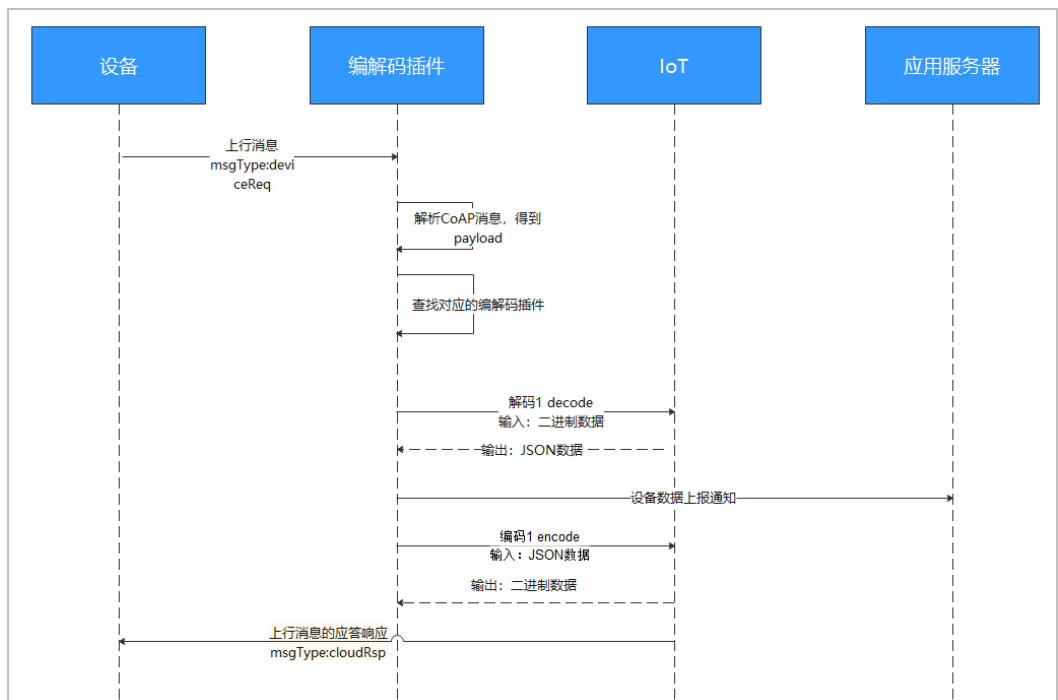 设备
编解码插件
IoT
应用服务器
上行消息
msgType:devi
ceReq
解析CoAP消息，得到
payload
查找对应的编解码插件
解码1 decode
输入：二进制数据
输出：JSON数据
设备数据上报通知
编码1 encode
输入：JSON数据
输出：二进制数据
上行消息的应答响应
msgType:cloudRsp